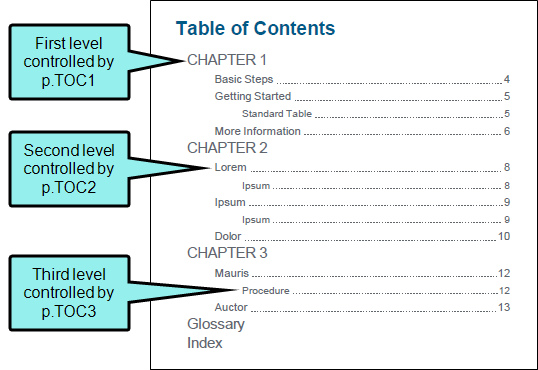 First level
controlled by
p.TOC1
Second level
controlled by
p.TOC2
Third level
controlled by
p.TOC3
Table of Contents
CHAPTER 1
Basic Steps 4
Getting Started 5
Standard Table 5
More Information 6
CHAPTER 2
Lorem 8
Ipsum 8
Ipsum 9
Ipsum 9
Dolor 10
CHAPTER 3
Mauris 12
Procedure 12
Auctor 13
Glossary
Index